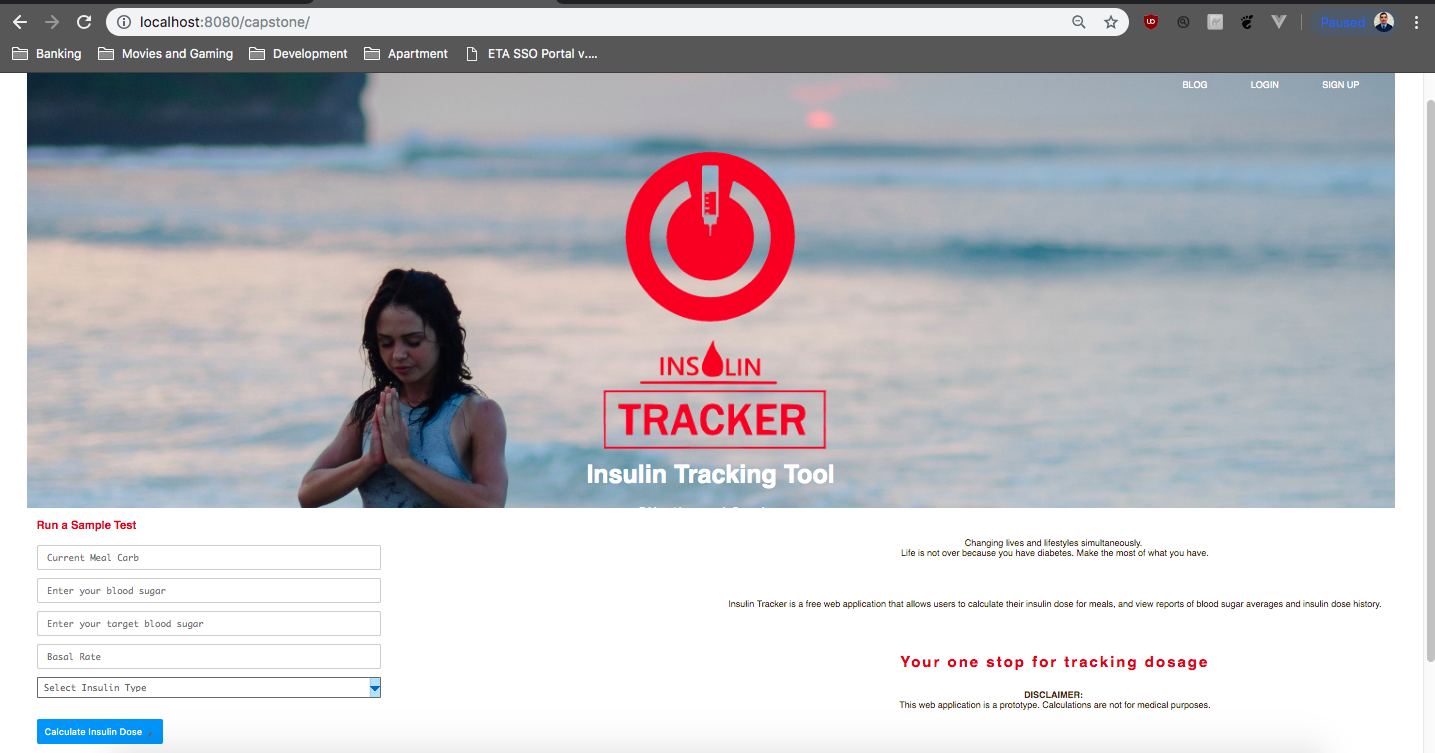 localhost:8080/capstone/
Paused
Banking
Movies and Gaming
Development
Apartment
ETA SSO Portal v....
BLOG
LOGIN
SIGN UP
INSULIN
TRACKER
Insulin Tracking Tool
Run a Sample Test
Current Meal Carb
Enter your blood sugar
Enter your target blood sugar
Basal Rate
Select Insulin Type
Calculate Insulin Dose
Changing lives and lifestyles simultaneously.
Life is not over because you have diabetes. Make the most of what you have.
Insulin Tracker is a free web application that allows users to calculate their insulin dose for meals, and view reports of blood sugar averages and insulin dose history.
Your one stop for tracking dosage
DISCLAIMER:
This web application is a prototype. Calculations are not for medical purposes.